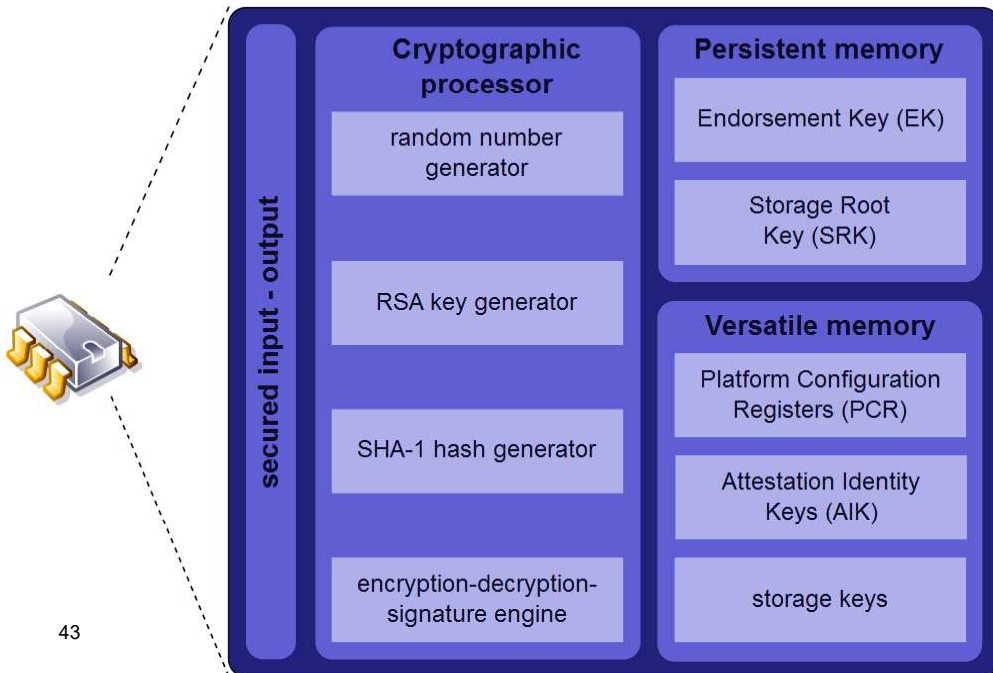 secured input - output
Cryptographic
processor
random number
generator
RSA key generator
SHA-1 hash generator
encryption-decryption-
signature engine
Persistent memory
Endorsement Key (EK)
Storage Root
Key (SRK)
Versatile memory
Platform Configuration
Registers (PCR)
Attestation Identity
Keys (AIK)
storage keys
43